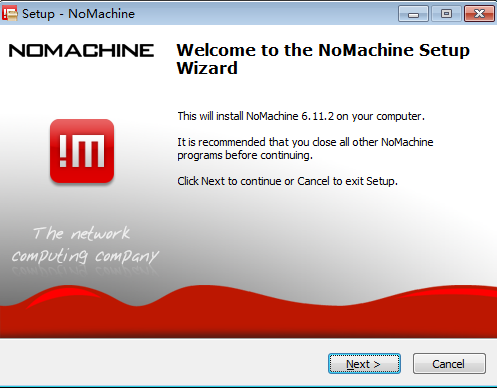 Setup - NoMachine
NOMACHINE
Welcome to the NoMachine Setup
Wizard
This will install NoMachine 6.11.2 on your computer.
It is recommended that you close all other NoMachine
programs before continuing.
Click Next to continue or Cancel to exit Setup.
!M
The network
computing company
Next >
Cancel